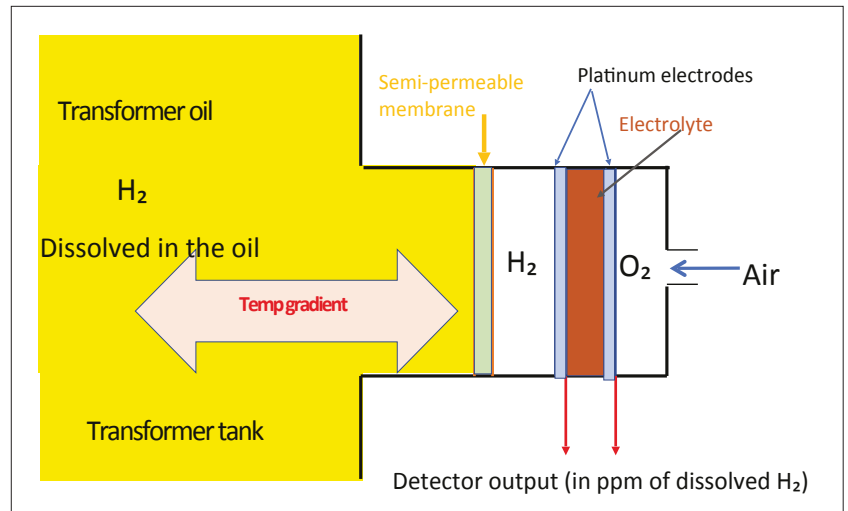 Transformer oil
H₂
Dissolved in the oil
Temp gradient
Transformer tank
Semi-permeable
membrane
Platinum electrodes
Electrolyte
H₂
O₂
Air
Detector output (in ppm of dissolved H₂)